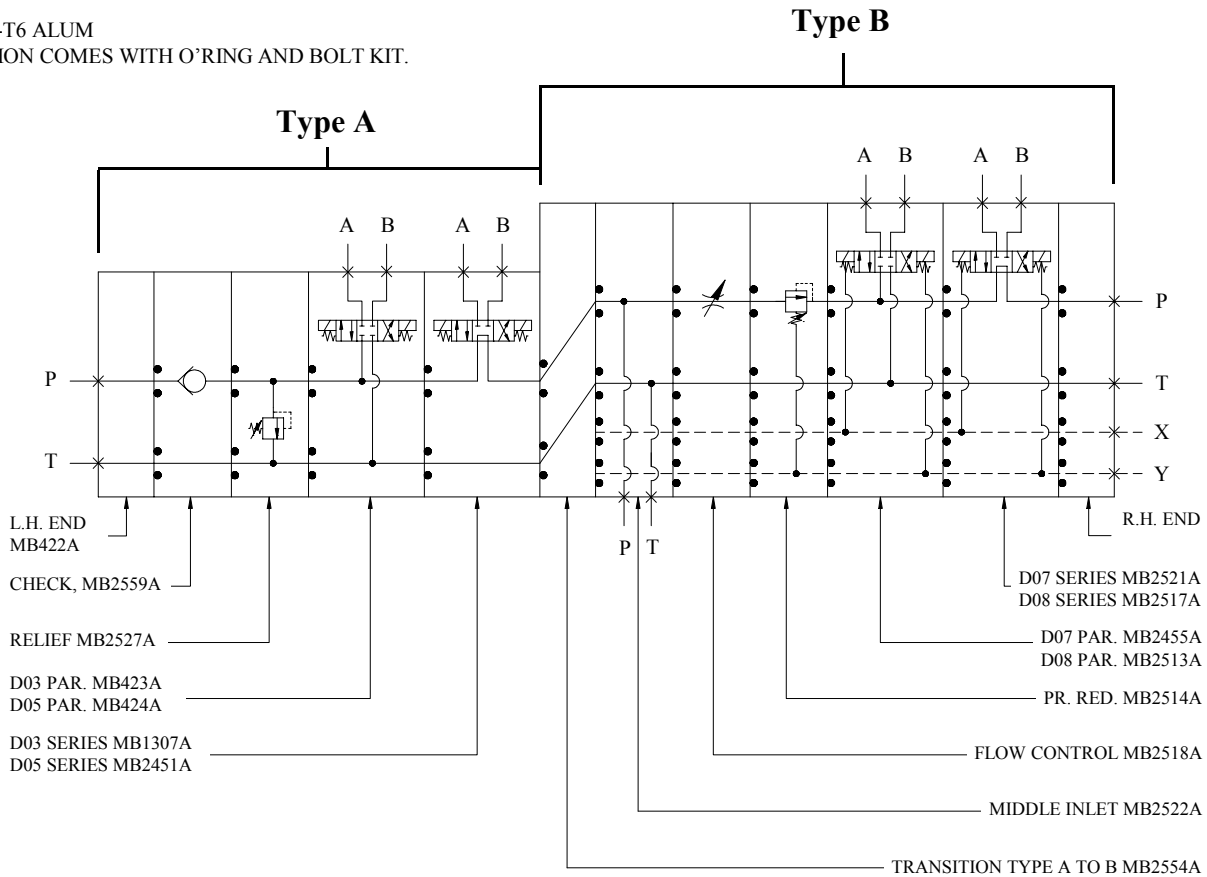 -T6 ALUM
ION COMES WITH O'RING AND BOLT KIT.
Type B
Type A
A B A B
A B A B
P
P
T
T
X
Y
P T
L.H. END
MB422A
R.H. END
CHECK, MB2559A
D07 SERIES MB2521A
D08 SERIES MB2517A
RELIEF MB2527A
D07 PAR. MB2455A
D08 PAR. MB2513A
D03 PAR. MB423A
D05 PAR. MB424A
PR. RED. MB2514A
D03 SERIES MB1307A
D05 SERIES MB2451A
FLOW CONTROL MB2518A
MIDDLE INLET MB2522A
TRANSITION TYPE A TO B MB2554A